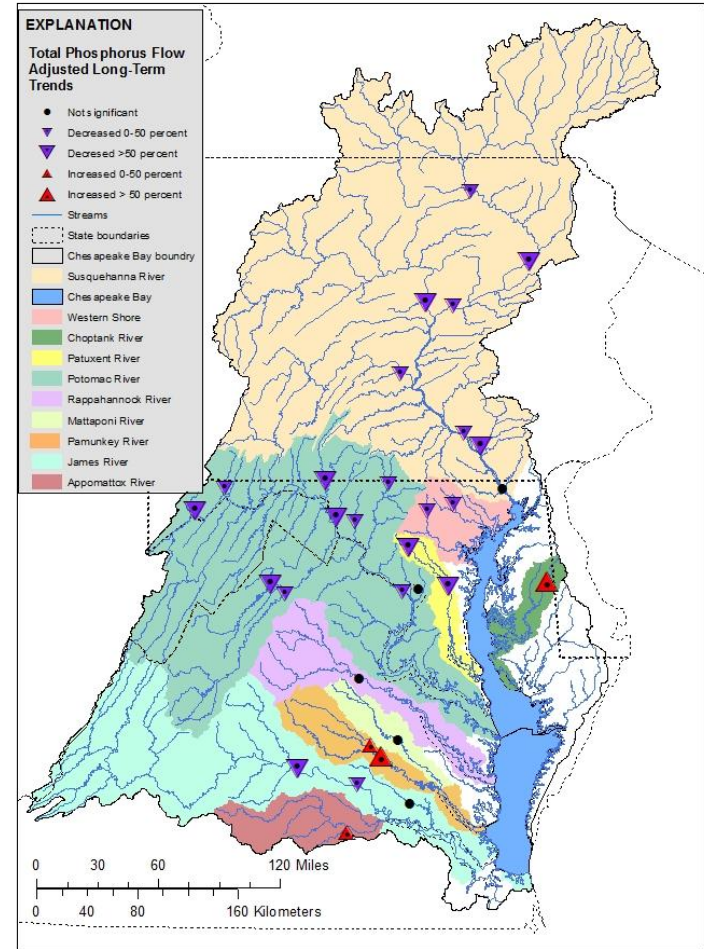 EXPLANATION
Total Phosphorus Flow
Adjusted Long-Term
Trends
Not significant
Decreased 0-50 percent
Decresed >50 percent
Increased 0-50 percent
Increased > 50 percent
Streams
State boundaries
Chesapeake Bay boundry
Susquehanna River
Chesapeake Bay
Western Shore
Choptank River
Patuxent River
Potomac River
Rappahannock River
Mattaponi River
Pamunkey River
James River
Appomattox River
0 30 60 120 Miles
0 40 80 160 Kilometers